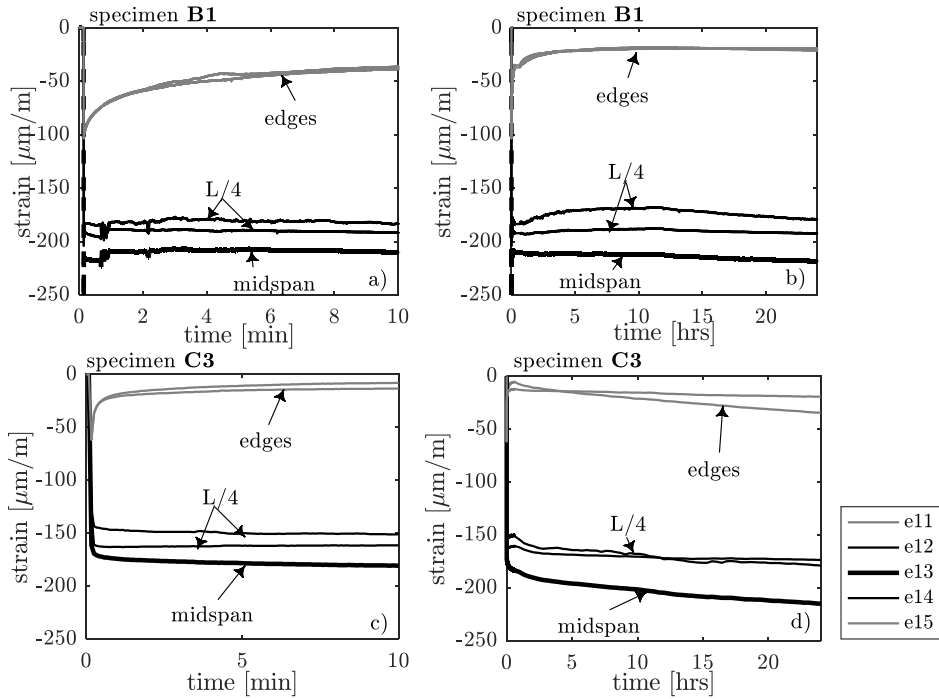 specimen B1
0
-50
-100
-150
-200
-250
strain [μm/m]
edges
L/4
midspan
a)
0 2 4 6 8 10
time [min]
specimen B1
0
-50
-100
-150
-200
-250
strain [μm/m]
edges
L/4
midspan
b)
0 5 10 15 20
time [hrs]
specimen C3
0
-50
-100
-150
-200
-250
strain [μm/m]
edges
L/4
midspan
c)
0 5 10
time [min]
specimen C3
0
-50
-100
-150
-200
-250
strain [μm/m]
edges
L/4
midspan
d)
0 5 10 15 20
time [hrs]
e11
e12
e13
e14
e15